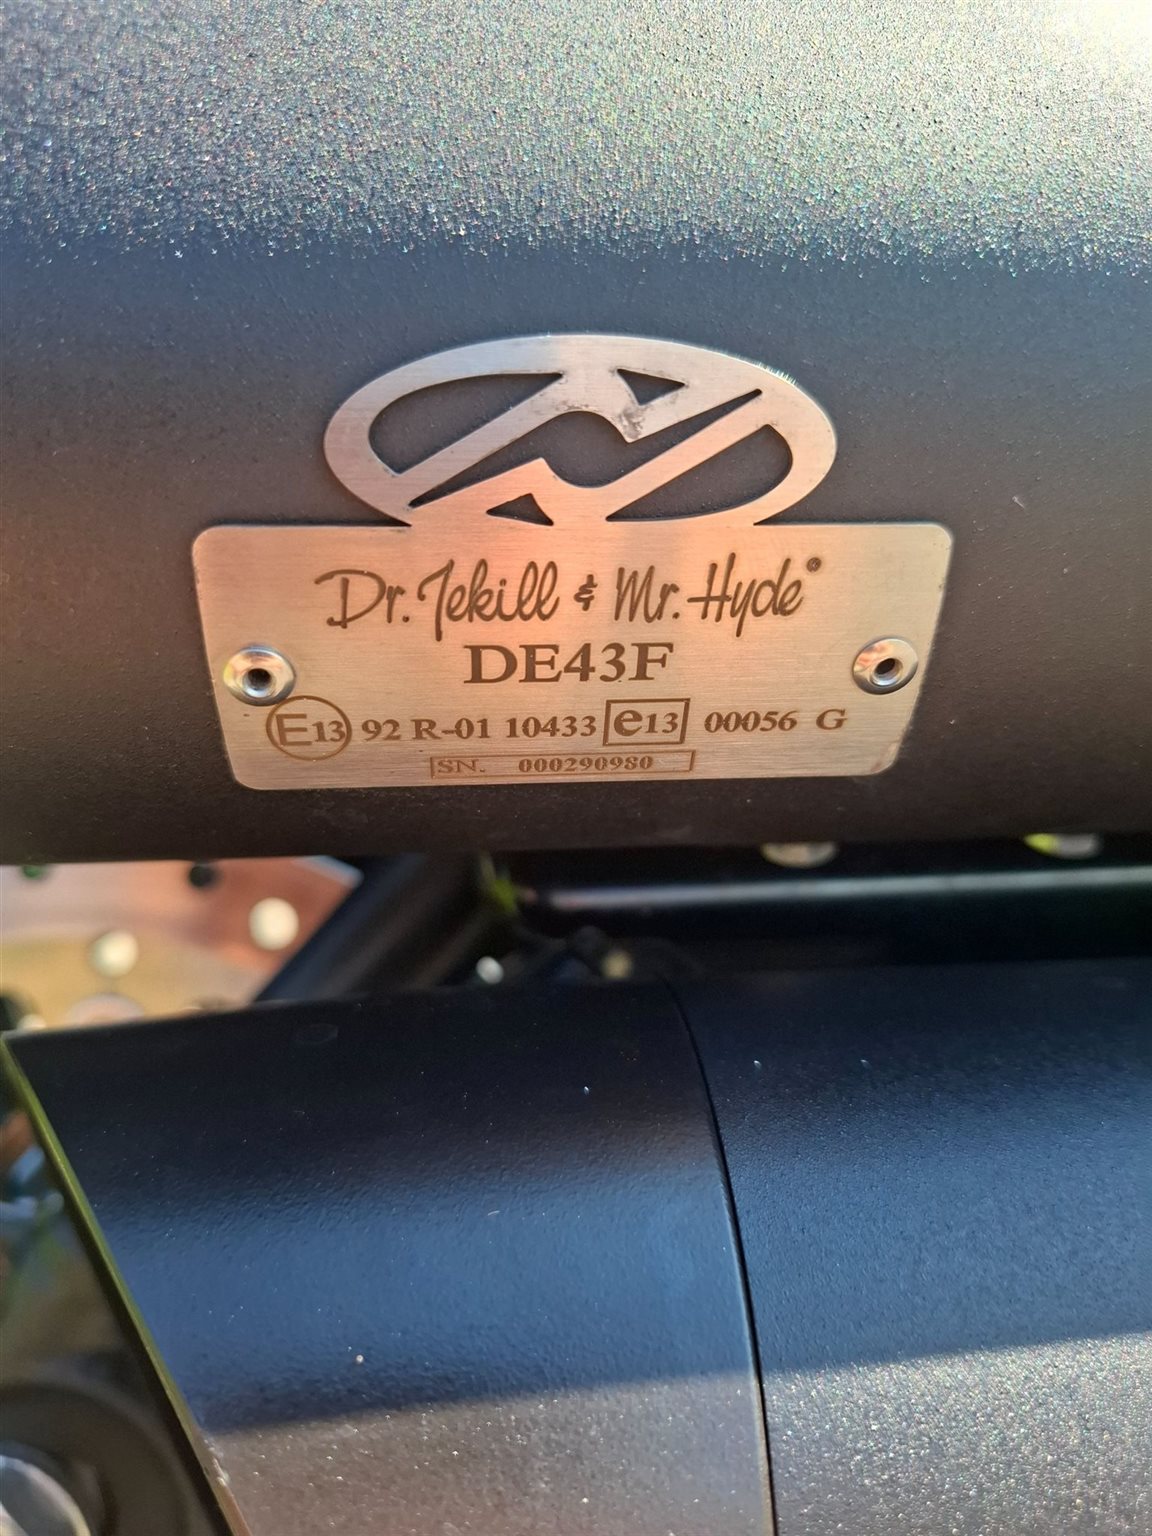 Dr. Jekill & Mr. Hyde®
DE43F
E13 92 R-01 10433 e13 00056 G
SN. 000290980